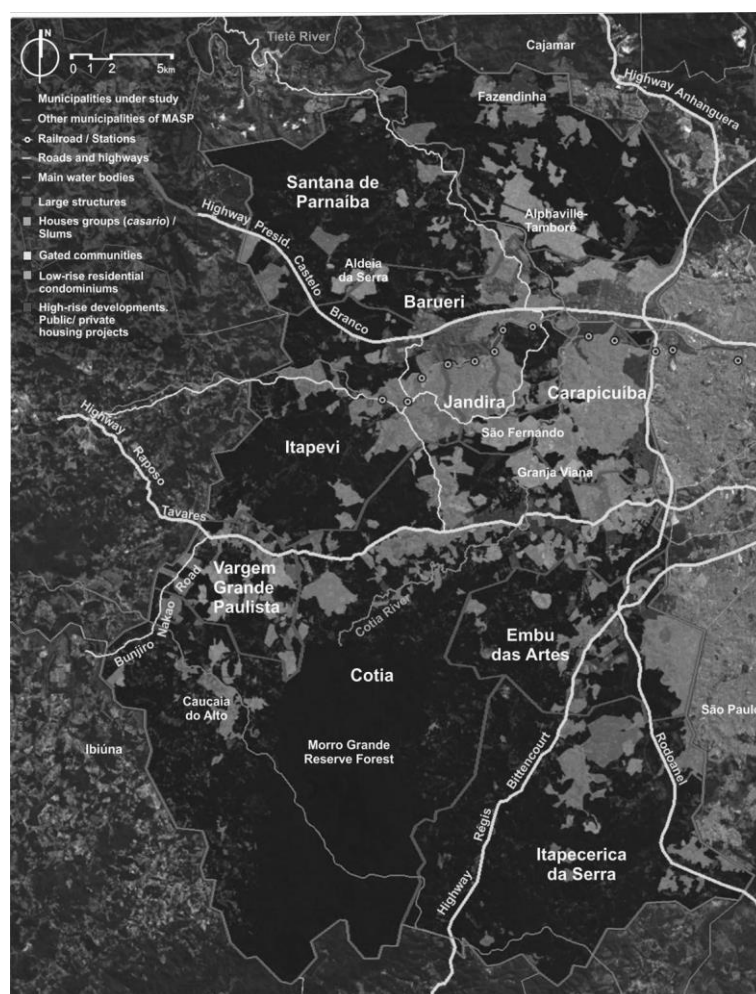 N
0 1 2 5km
Municipalities under study
Other municipalities of MASP
Railroad / Stations
Roads and highways
Main water bodies
Large structures
Houses groups (casario) /
Slums
Gated communities
Low-rise residential
condominiums
High-rise developments.
Public/ private
housing projects
Tietê River
Cajamar
Highway Anhanguera
Fazendinha
Santana de
Parnaíba
Highway Presid. Castelo Branco
Alphaville-
Tamboré
Aldeia
da Serra
Barueri
Jandira
Carapicuíba
São Fernando
Itapevi
Granja Viana
Highway Raposo Tavares
Vargem
Grande
Paulista
Bunjiro Nakao Road
Cotia River
Embu
das Artes
Cotia
Caucaia
do Alto
São Paulo
Ibiúna
Morro Grande
Reserve Forest
Rodoanel
Highway Régis Bittencourt
Itapecerica
da Serra